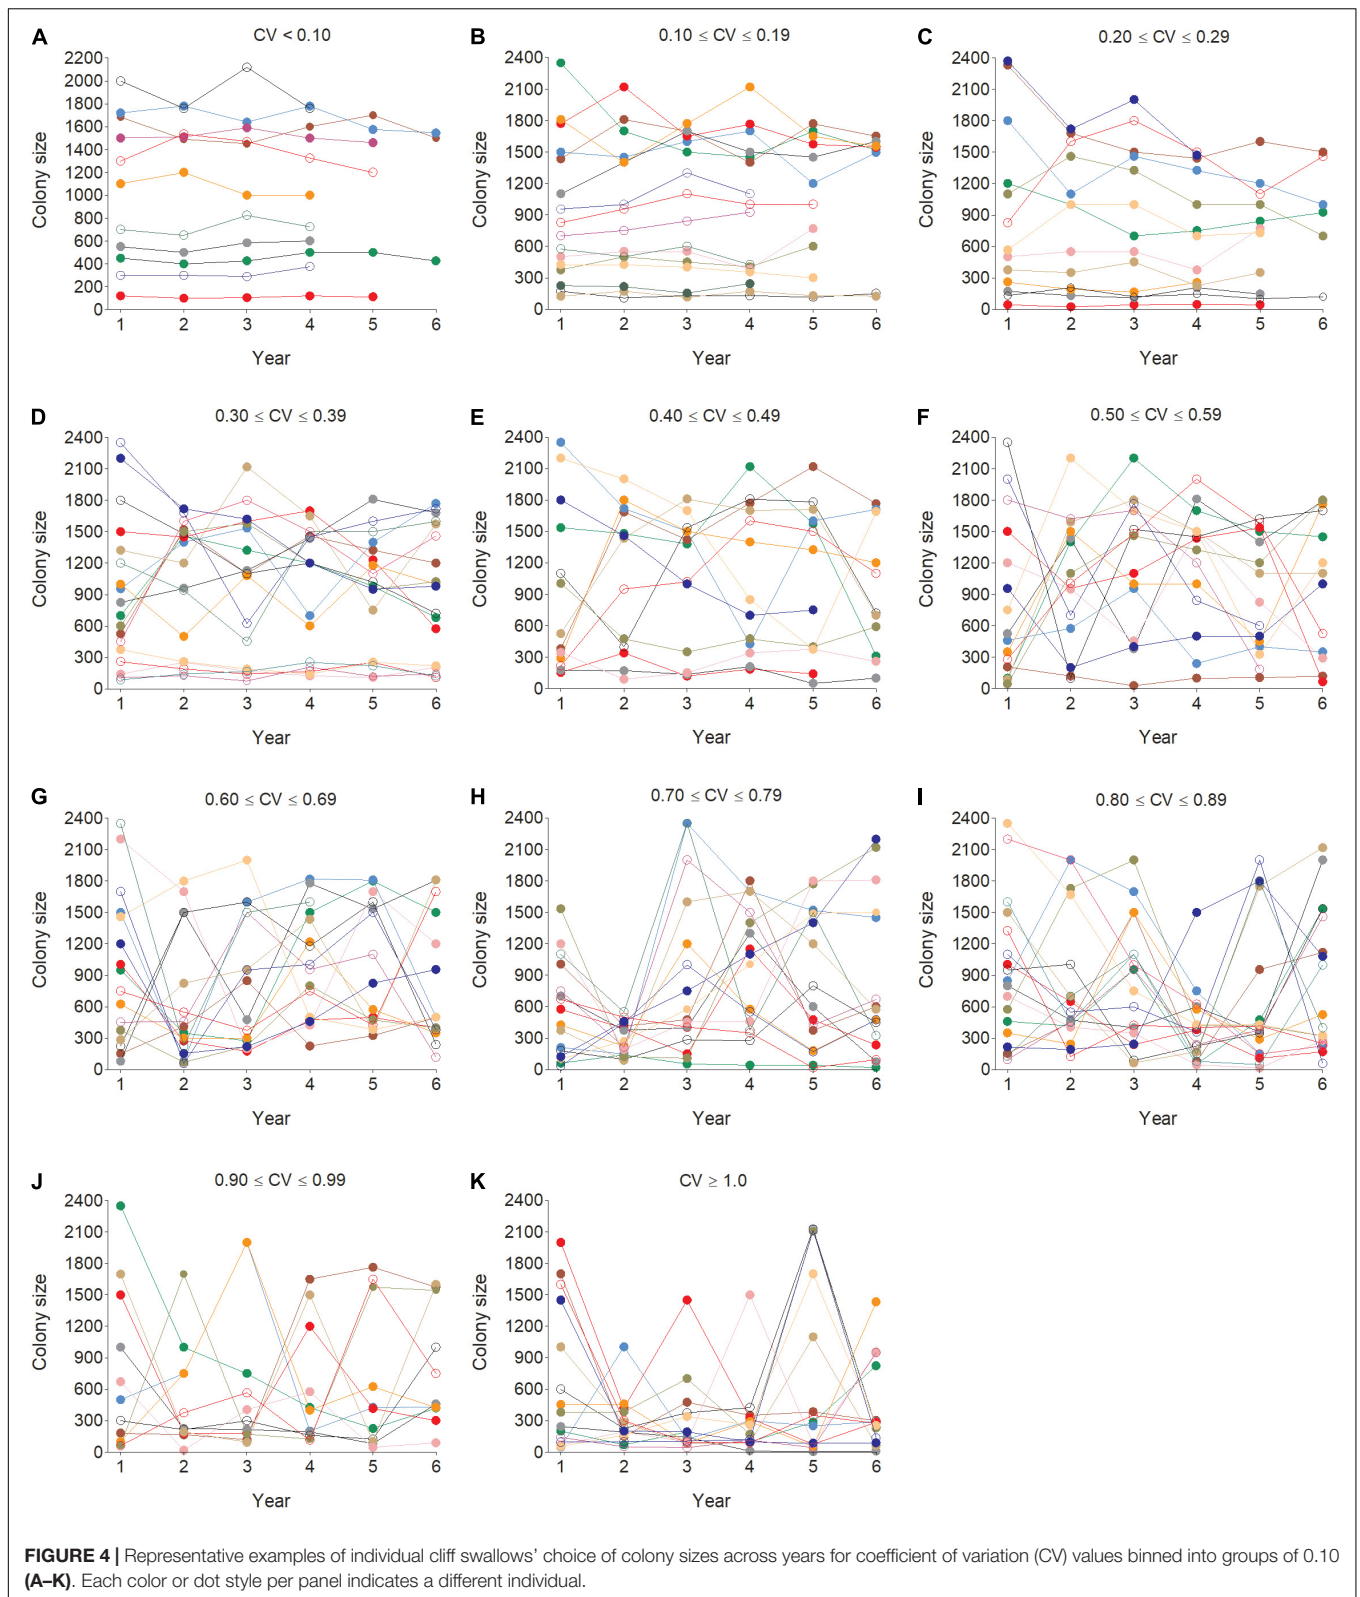 A CV < 0.10
2200
2000
1800
1600
1400
1200
1000
800
600
400
200
0
Colony size
1 2 3 4 5 6
Year
B 0.10 ≤ CV ≤ 0.19
2400
2100
1800
1500
1200
900
600
300
0
Colony size
1 2 3 4 5 6
Year
C 0.20 ≤ CV ≤ 0.29
2400
2100
1800
1500
1200
900
600
300
0
Colony size
1 2 3 4 5 6
Year
D 0.30 ≤ CV ≤ 0.39
2400
2100
1800
1500
1200
900
600
300
0
Colony size
1 2 3 4 5 6
Year
E 0.40 ≤ CV ≤ 0.49
2400
2100
1800
1500
1200
900
600
300
0
Colony size
1 2 3 4 5 6
Year
F 0.50 ≤ CV ≤ 0.59
2400
2100
1800
1500
1200
900
600
300
0
Colony size
1 2 3 4 5 6
Year
G 0.60 ≤ CV ≤ 0.69
2400
2100
1800
1500
1200
900
600
300
0
Colony size
1 2 3 4 5 6
Year
H 0.70 ≤ CV ≤ 0.79
2400
2100
1800
1500
1200
900
600
300
0
Colony size
1 2 3 4 5 6
Year
I 0.80 ≤ CV ≤ 0.89
2400
2100
1800
1500
1200
900
600
300
0
Colony size
1 2 3 4 5 6
Year
J 0.90 ≤ CV ≤ 0.99
2400
2100
1800
1500
1200
900
600
300
0
Colony size
1 2 3 4 5 6
Year
K CV ≥ 1.0
2400
2100
1800
1500
1200
900
600
300
0
Colony size
1 2 3 4 5 6
Year
FIGURE 4 | Representative examples of individual cliff swallows' choice of colony sizes across years for coefficient of variation (CV) values binned into groups of 0.10
(A–K). Each color or dot style per panel indicates a different individual.